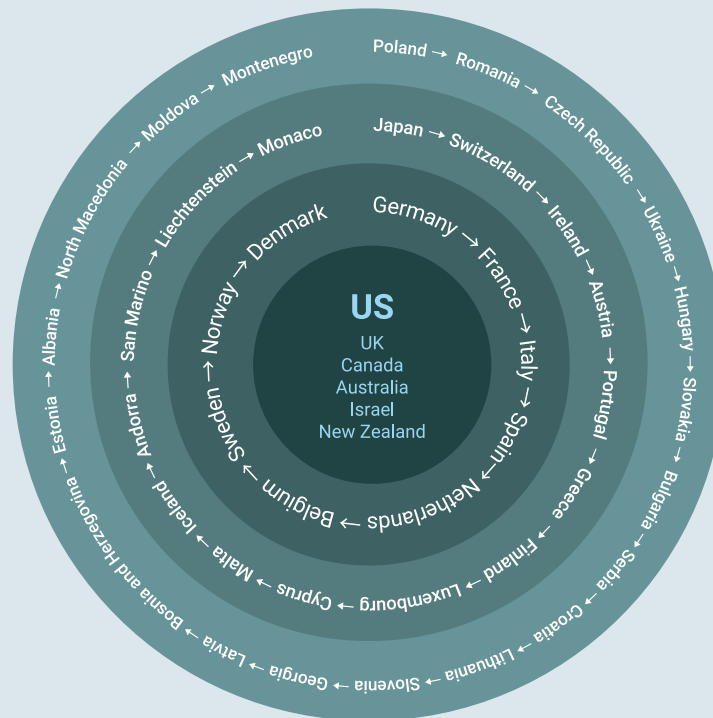 US
UK
Canada
Australia
Israel
New Zealand
Germany → France → Italy → Spain → Netherlands → Belgium → Sweden → Norway → Denmark
Japan → Switzerland → Ireland → Austria → Portugal → Greece → Finland → Luxembourg → Cyprus → Malta → Iceland → Andorra → San Marino → Liechtenstein → Monaco
Poland → Romania → Czech Republic → Ukraine → Hungary → Slovakia → Bulgaria → Serbia → Croatia → Lithuania → Slovenia → Georgia → Latvia → Bosnia and Herzegovina → Estonia → Albania → North Macedonia → Moldova → Montenegro